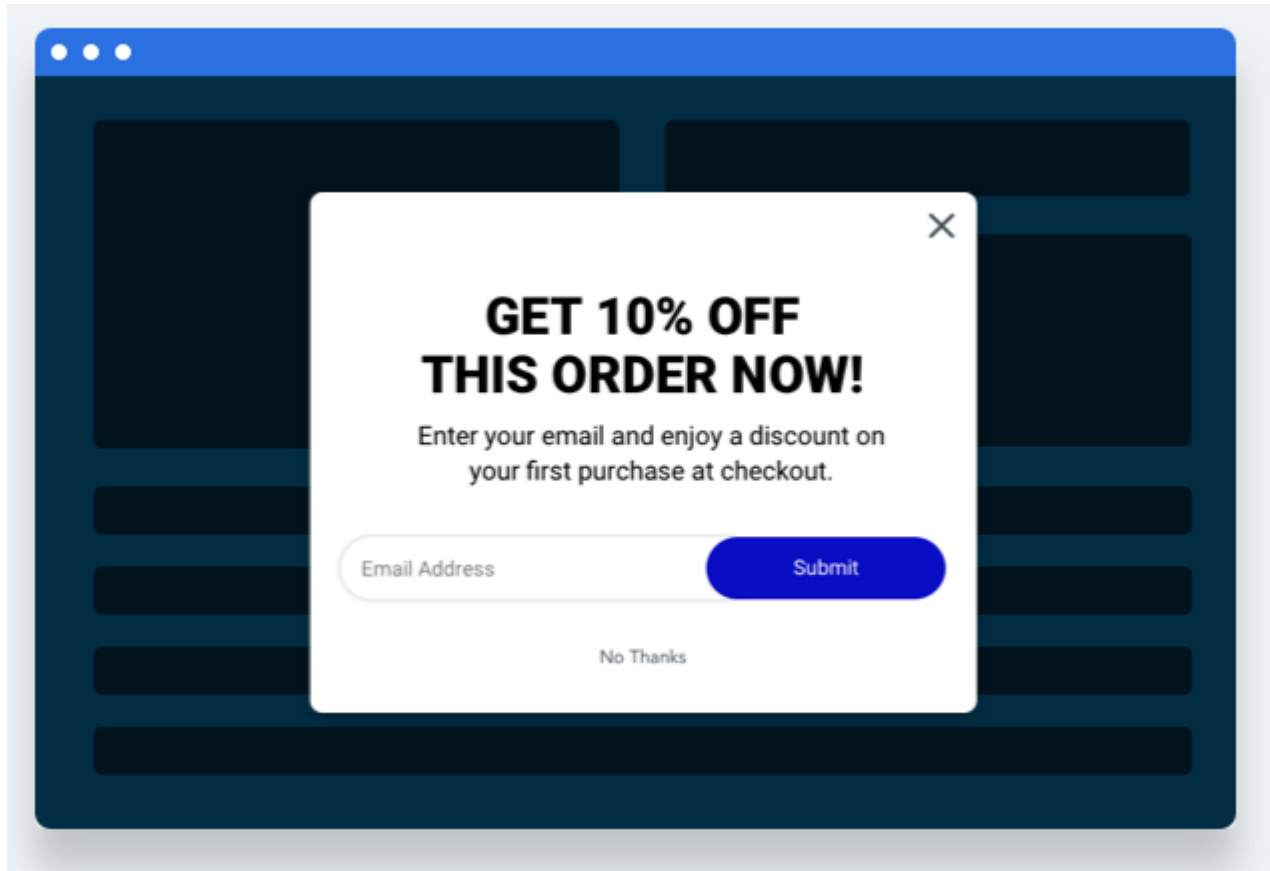 GET 10% OFF
THIS ORDER NOW!
Enter your email and enjoy a discount on
your first purchase at checkout.
Email Address
Submit
No Thanks